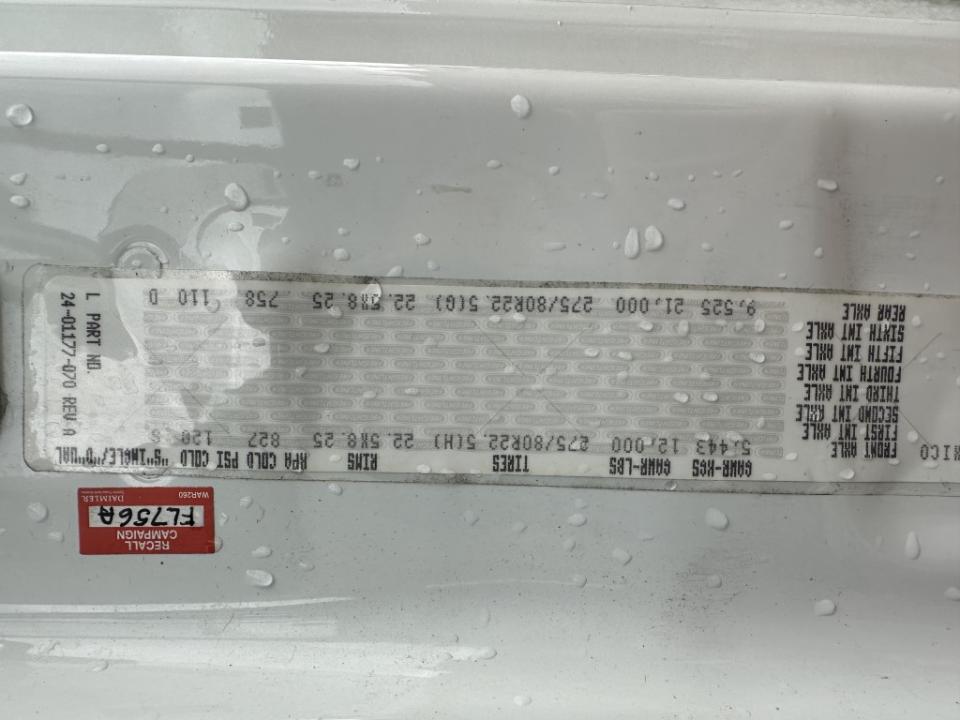 GAWR-KGS GAWR-LBS TIRES RIMS KPA COLD PSI COLD "S"INGLE/"D"UAL
FRONT AXLE 5,443 12,000 275/80R22.5(H) 22.5X8.25 827 120 S
FIRST INT AXLE
SECOND INT AXLE
THIRD INT AXLE
FOURTH INT AXLE
FIFTH INT AXLE
SIXTH INT AXLE
REAR AXLE 9,525 21,000 275/80R22.5(G) 22.5X8.25 758 110 D
XICO
L PART NO.
24-01177-070 REV A
RECALL
CAMPAIGN
FL756A
DAIMLER
WAR260